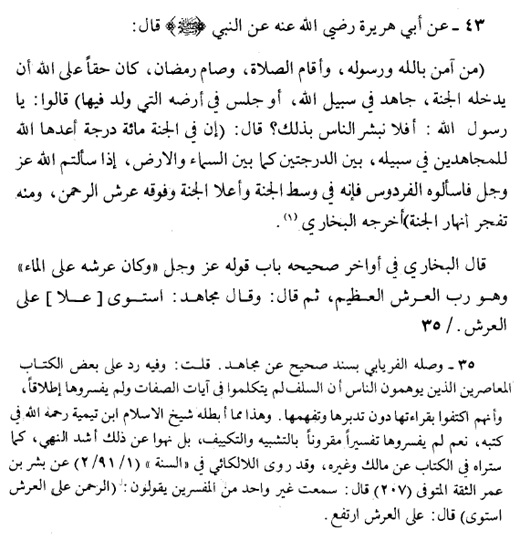 ٤٣ ـ عن أبي هريرة رضي الله عنه عن النبي ﴿ﷺ﴾ قال:
(من آمن بالله ورسوله، وأقام الصلاة، وصام رمضان، كان حقاً على الله أن
يدخله الجنة، جاهد في سبيل الله، أو جلس في أرضه التي ولد فيها) قالوا: يا
رسول الله : أفلا نبشر الناس بذلك؟ قال: (إن في الجنة مائة درجة أعدها الله
للمجاهدين في سبيله، بين الدرجتين كما بين السماء والارض، إذا سألتم الله عز
وجل فاسألوه الفردوس فإنه في وسط الجنة وأعلا الجنة وفوقه عرش الرحمن، ومنه
تفجر أنهار الجنة)أخرجه البخاري (١) .
قال البخاري في أواخر صحيحه باب قوله عز وجل «وكان عرشه على الماء»
وهو رب العرش العظيم، ثم قال: وقال مجاهد: استوى [ عـلا ] على
العرش . / ٣٥
٣٥ ـ وصله الفريابي بسند صحيح عن مجاهد . قلت: وفيه رد على بعض الكتاب
المعاصرين الذين يوهمون الناس أن السلف لم يتكلموا في آيات الصفات ولم يفسروها إطلاقاً،
وأنهم اكتفوا بقراءتها دون تدبرها وتفهمها . وهذا مما أبطله شيخ الاسلام ابن تيمية رحمه الله في
كتبه، نعم لم يفسروها تفسيراً مقروناً بالتشبيه والتكييف، بل نهوا عن ذلك أشد النهي، كما
ستراه في الكتاب عن مالك وغيره، وقد روى اللالكائي في «السنة » (٢/٩١/١) عن بشر بن
عمر الثقة المتوفى (٢٠٧) قال: سمعت غير واحد من المفسرين يقولون: (الرحمن على العرش
استوى) قال: على العرش ارتفع .